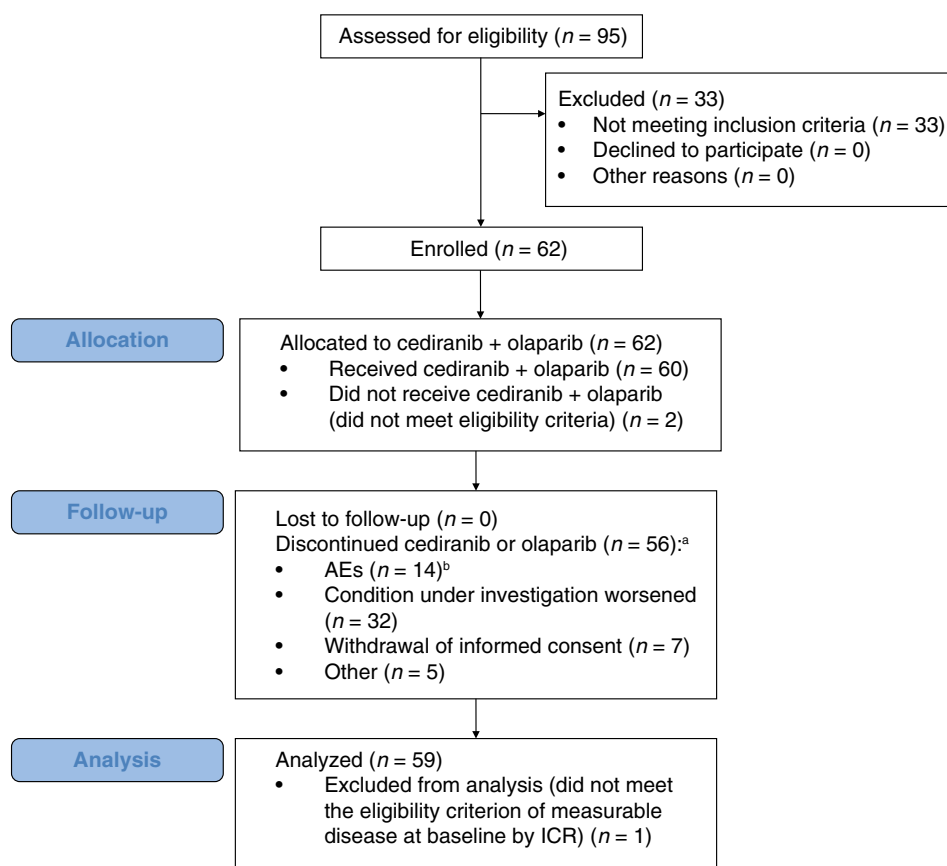 Assessed for eligibility (n = 95)
Excluded (n = 33)
• Not meeting inclusion criteria (n = 33)
• Declined to participate (n = 0)
• Other reasons (n = 0)
Enrolled (n = 62)
Allocation
Allocated to cediranib + olaparib (n = 62)
• Received cediranib + olaparib (n = 60)
• Did not receive cediranib + olaparib
(did not meet eligibility criteria) (n = 2)
Follow-up
Lost to follow-up (n = 0)
Discontinued cediranib or olaparib (n = 56):ᵃ
• AEs (n = 14)ᵇ
• Condition under investigation worsened
(n = 32)
• Withdrawal of informed consent (n = 7)
• Other (n = 5)
Analysis
Analyzed (n = 59)
• Excluded from analysis (did not meet
the eligibility criterion of measurable
disease at baseline by ICR) (n = 1)